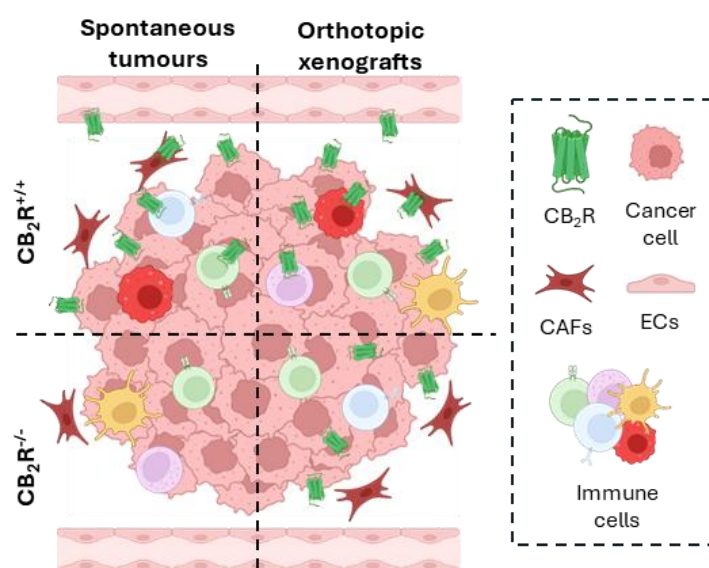 Spontaneous
tumours
Orthotopic
xenografts
CB₂R⁺/⁺
CB₂R⁻/⁻
CB₂R
Cancer
cell
CAFs
ECs
Immune
cells